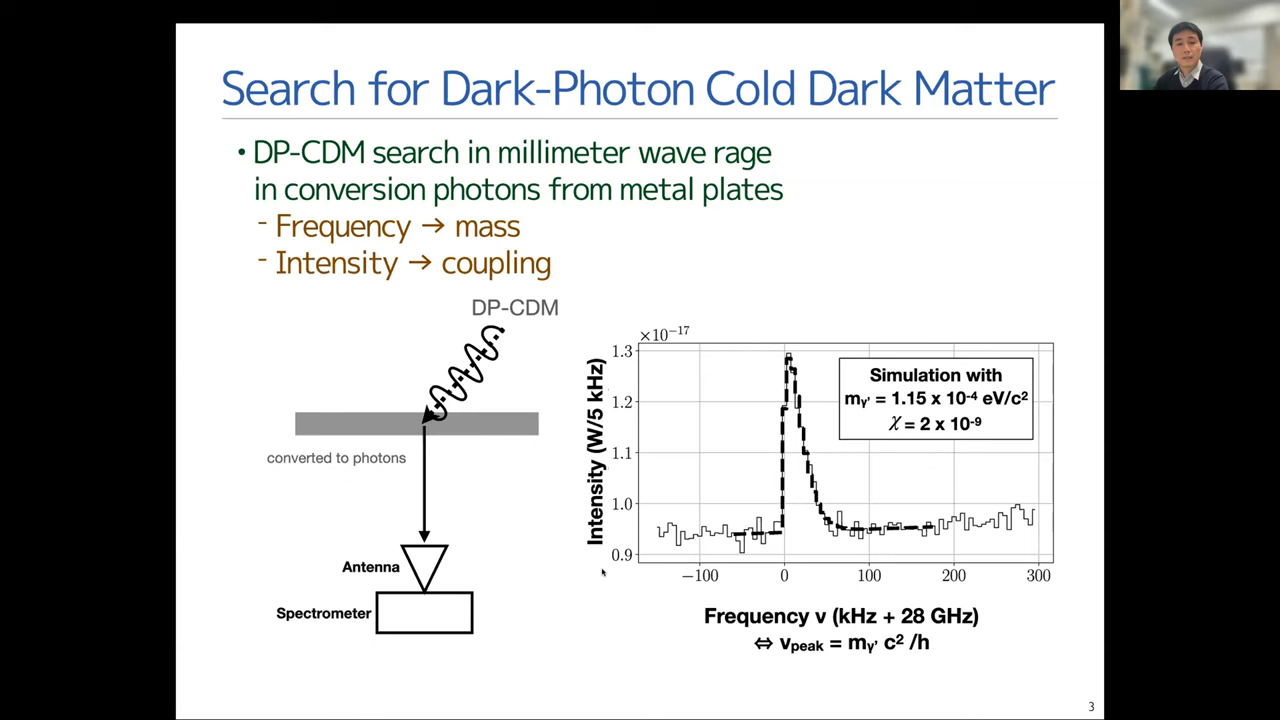 Search for Dark-Photon Cold Dark Matter
• DP-CDM search in millimeter wave rage
in conversion photons from metal plates
- Frequency → mass
- Intensity → coupling
DP-CDM
converted to photons
Antenna
Spectrometer
×10⁻¹⁷
1.3
1.2
1.1
1.0
0.9
Intensity (W/5 kHz)
Simulation with
mγ' = 1.15 x 10⁻⁴ eV/c²
χ = 2 x 10⁻⁹
−100 0 100 200 300
Frequency ν (kHz + 28 GHz)
⇔ νpeak = mγ' c² /h
3